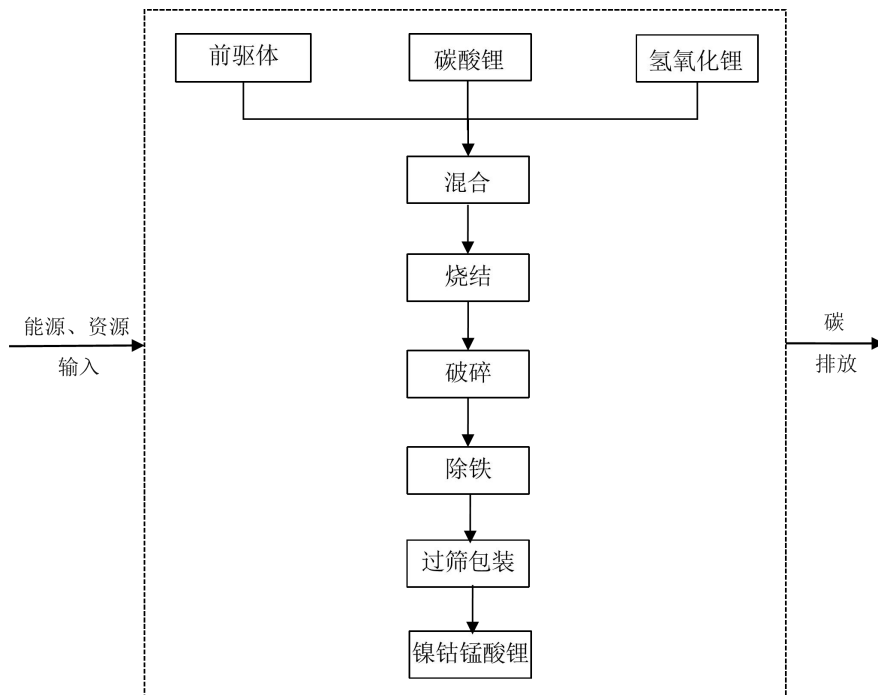 前驱体
碳酸锂
氢氧化锂
混合
烧结
能源、资源
输入
碳
排放
破碎
除铁
过筛包装
镍钴锰酸锂